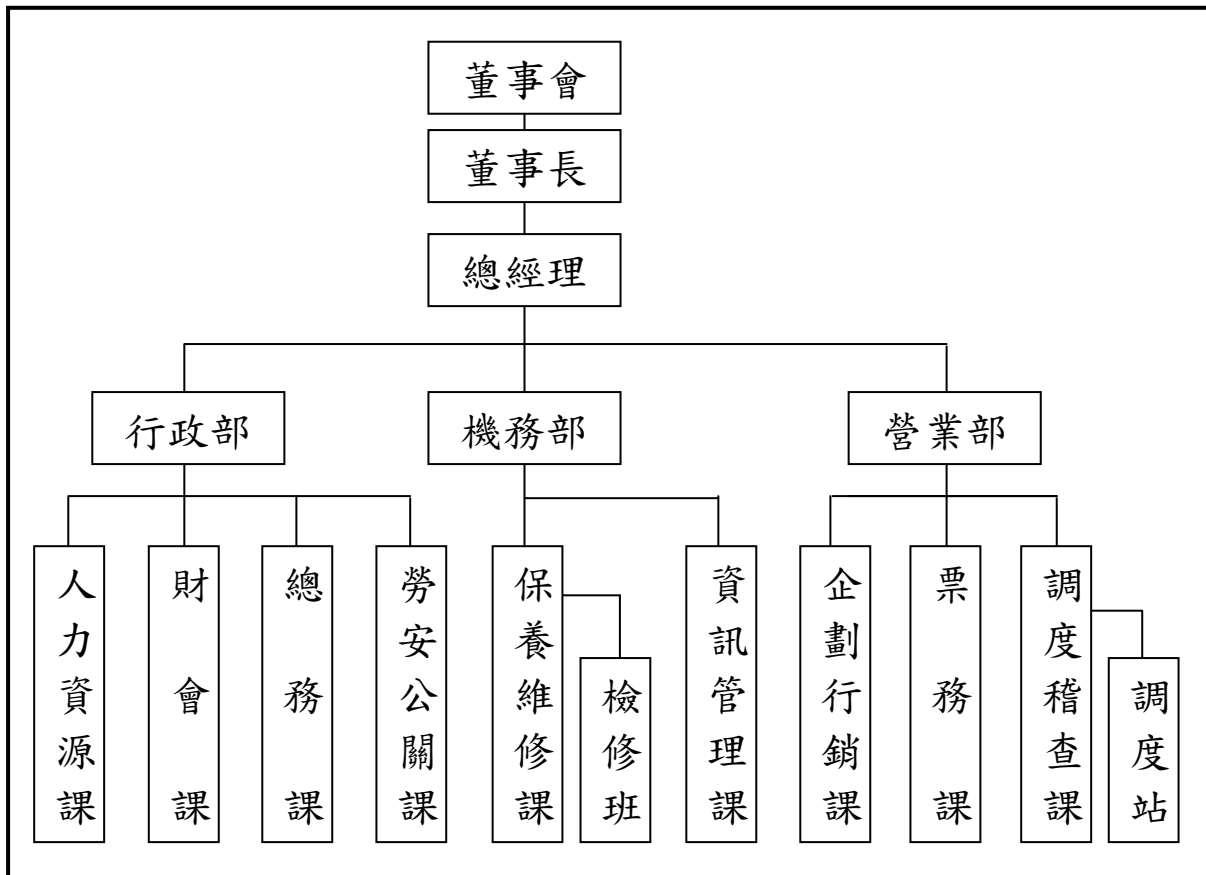 董事會
董事長
總經理
行政部
機務部
營業部
人力資源課
財會課
總務課
勞安公關課
保養維修課
檢修班
資訊管理課
企劃行銷課
票務課
調度稽查課
調度站